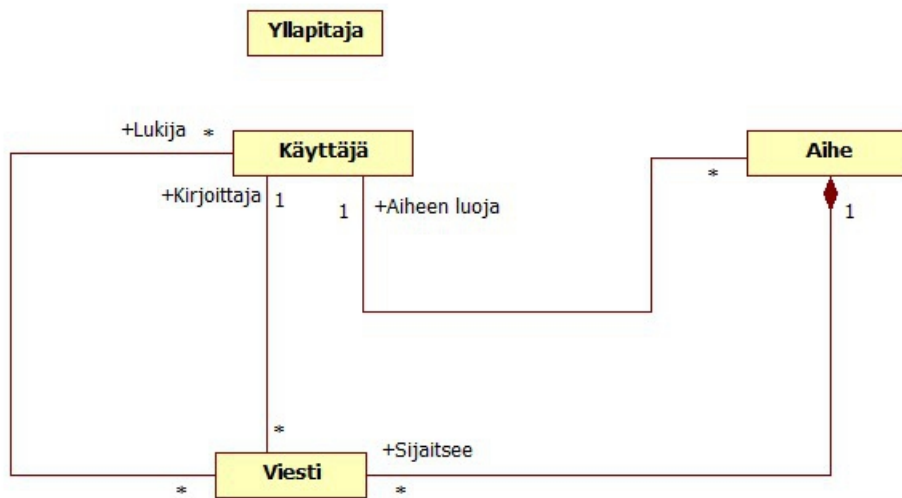 Yllapitaja
+Lukija *
Käyttäjä
Aihe
+Kirjoittaja 1
1 +Aiheen luoja
*
1
*
+Sijaitsee
Viesti
*
*